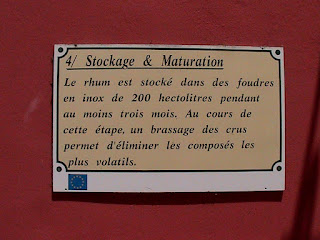 4/ Stockage & Maturation
Le rhum est stocké dans des foudres
en inox de 200 hectolitres pendant
au moins trois mois. Au cours de
cette étape, un brassage des crus
permet d'éliminer les composés les
plus volatils.